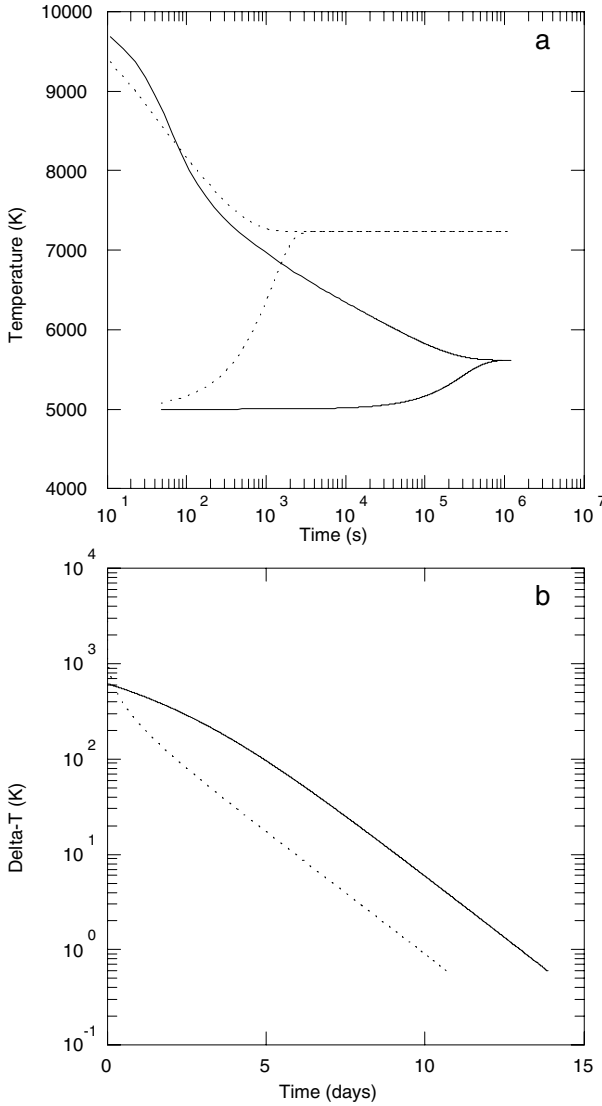 10000
a
9000
8000
7000
6000
5000
4000
Temperature (K)
10^1 10^2 10^3 10^4 10^5 10^6 10^7
Time (s)
10^4
b
10^3
10^2
10^1
10^0
10^-1
Delta-T (K)
0 5 10 15
Time (days)